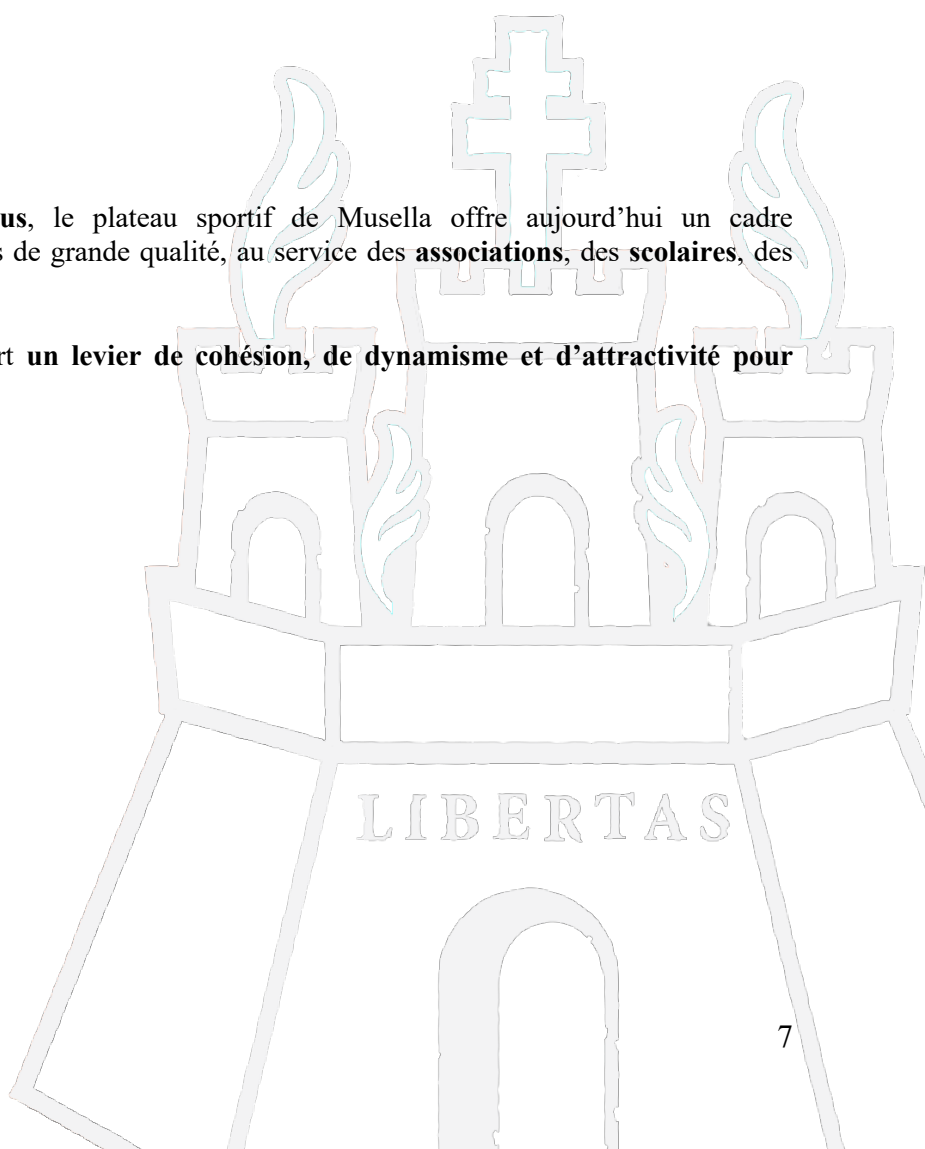 us, le plateau sportif de Musella offre aujourd’hui un cadre
s de grande qualité, au service des associations, des scolaires, des
rt un levier de cohésion, de dynamisme et d’attractivité pour
LIBERTAS
7